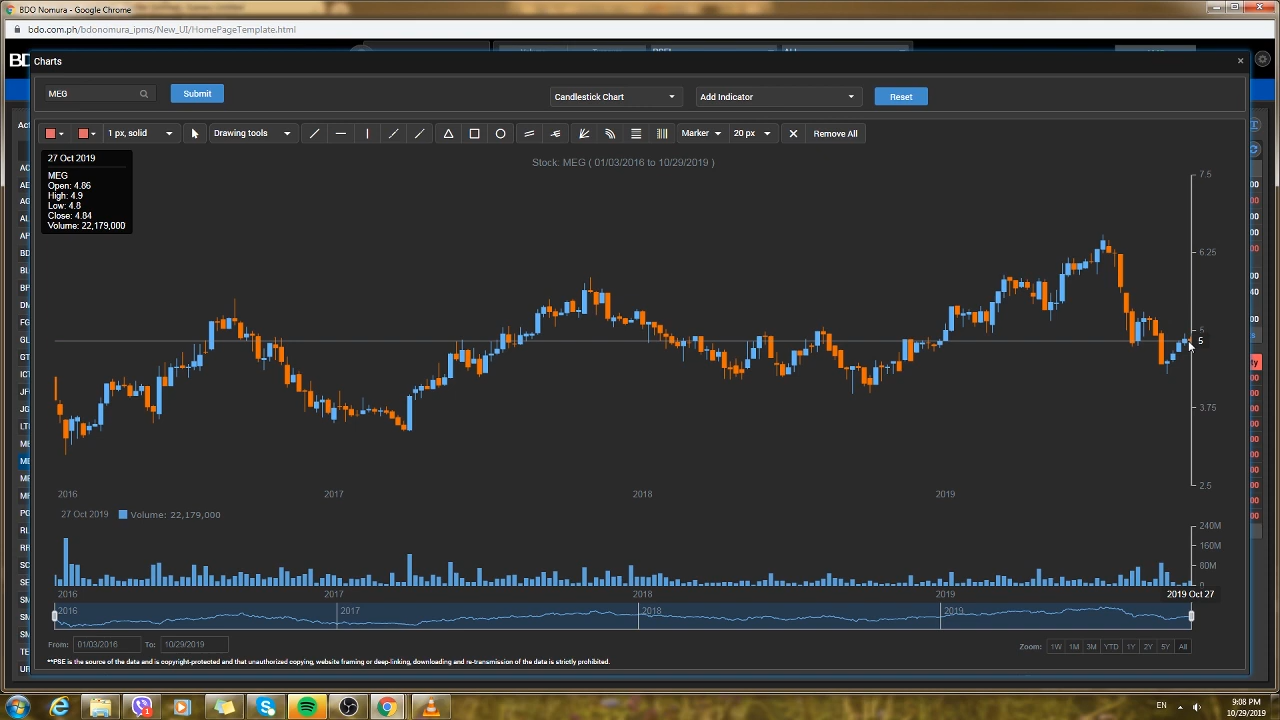 BDO Nomura - Google Chrome
bdo.com.ph/bdonomura_ipms/New_UI/HomePageTemplate.html
Charts
MEG
Submit
Candlestick Chart
Add Indicator
Reset
1 px, solid
Drawing tools
Marker
20 px
Remove All
27 Oct 2019
MEG
Open: 4.86
High: 4.9
Low: 4.8
Close: 4.84
Volume: 22,179,000
Stock: MEG ( 01/03/2016 to 10/29/2019 )
7.5
6.25
5
5
3.75
2.5
2016
2017
2018
2019
27 Oct 2019
Volume: 22,179,000
240M
160M
80M
0
2016
2017
2018
2019
2019 Oct 27
2016
2017
2018
2019
From:
01/03/2016
To:
10/29/2019
Zoom:
1W
1M
3M
YTD
1Y
2Y
5Y
All
**PSE is the source of the data and is copyright-protected and that unauthorized copying, website framing or deep-linking, downloading and re-transmission of the data is strictly prohibited.
EN
9:08 PM
10/29/2019